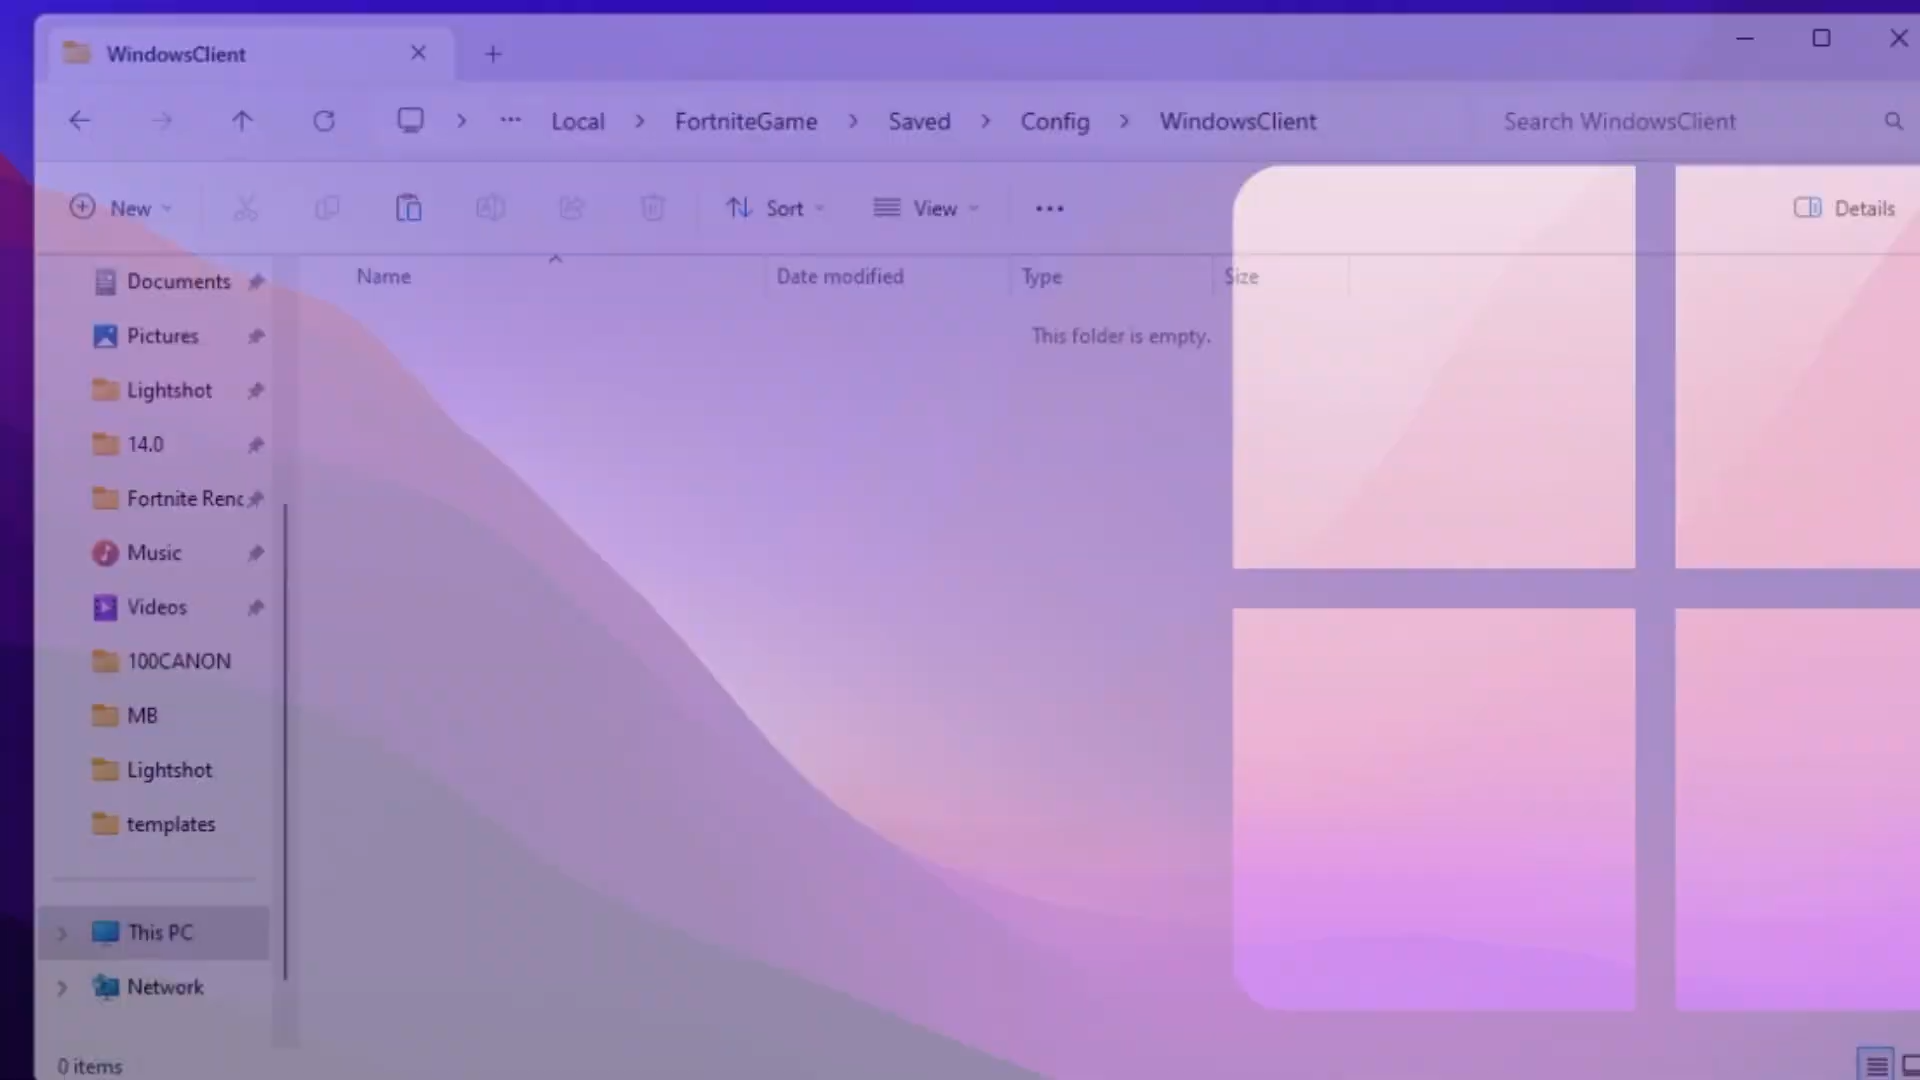 WindowsClient
Local > FortniteGame > Saved > Config > WindowsClient
Search WindowsClient
New
Sort
View
Details
Name
Date modified
Type
Size
This folder is empty.
Documents
Pictures
Lightshot
14.0
Fortnite Renc
Music
Videos
100CANON
MB
Lightshot
templates
This PC
Network
0 items